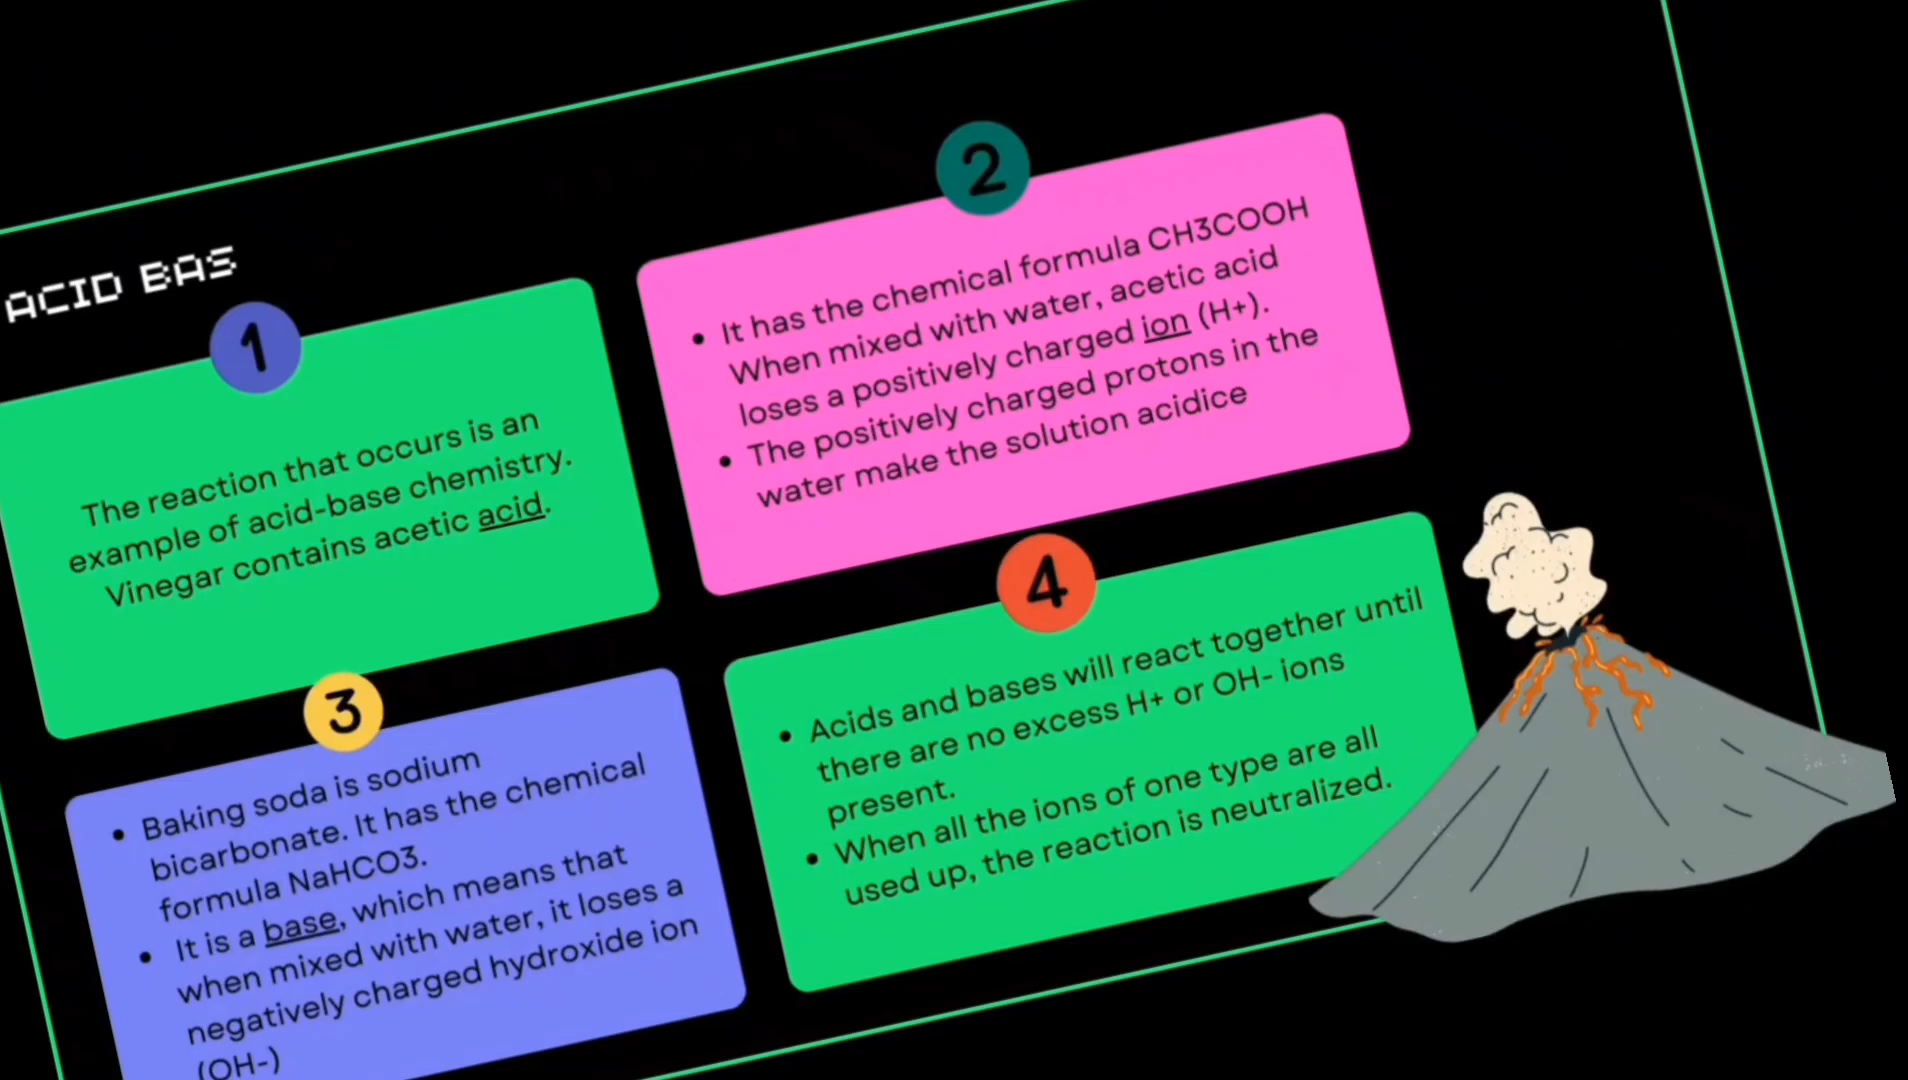 ACID BAS
1
The reaction that occurs is an
example of acid-base chemistry.
Vinegar contains acetic acid.
2
• It has the chemical formula CH3COOH
When mixed with water, acetic acid
loses a positively charged ion (H+).
• The positively charged protons in the
water make the solution acidice
3
• Baking soda is sodium
bicarbonate. It has the chemical
formula NaHCO3.
• It is a base, which means that
when mixed with water, it loses a
negatively charged hydroxide ion
(OH-)
4
• Acids and bases will react together until
there are no excess H+ or OH- ions
present.
• When all the ions of one type are all
used up, the reaction is neutralized.